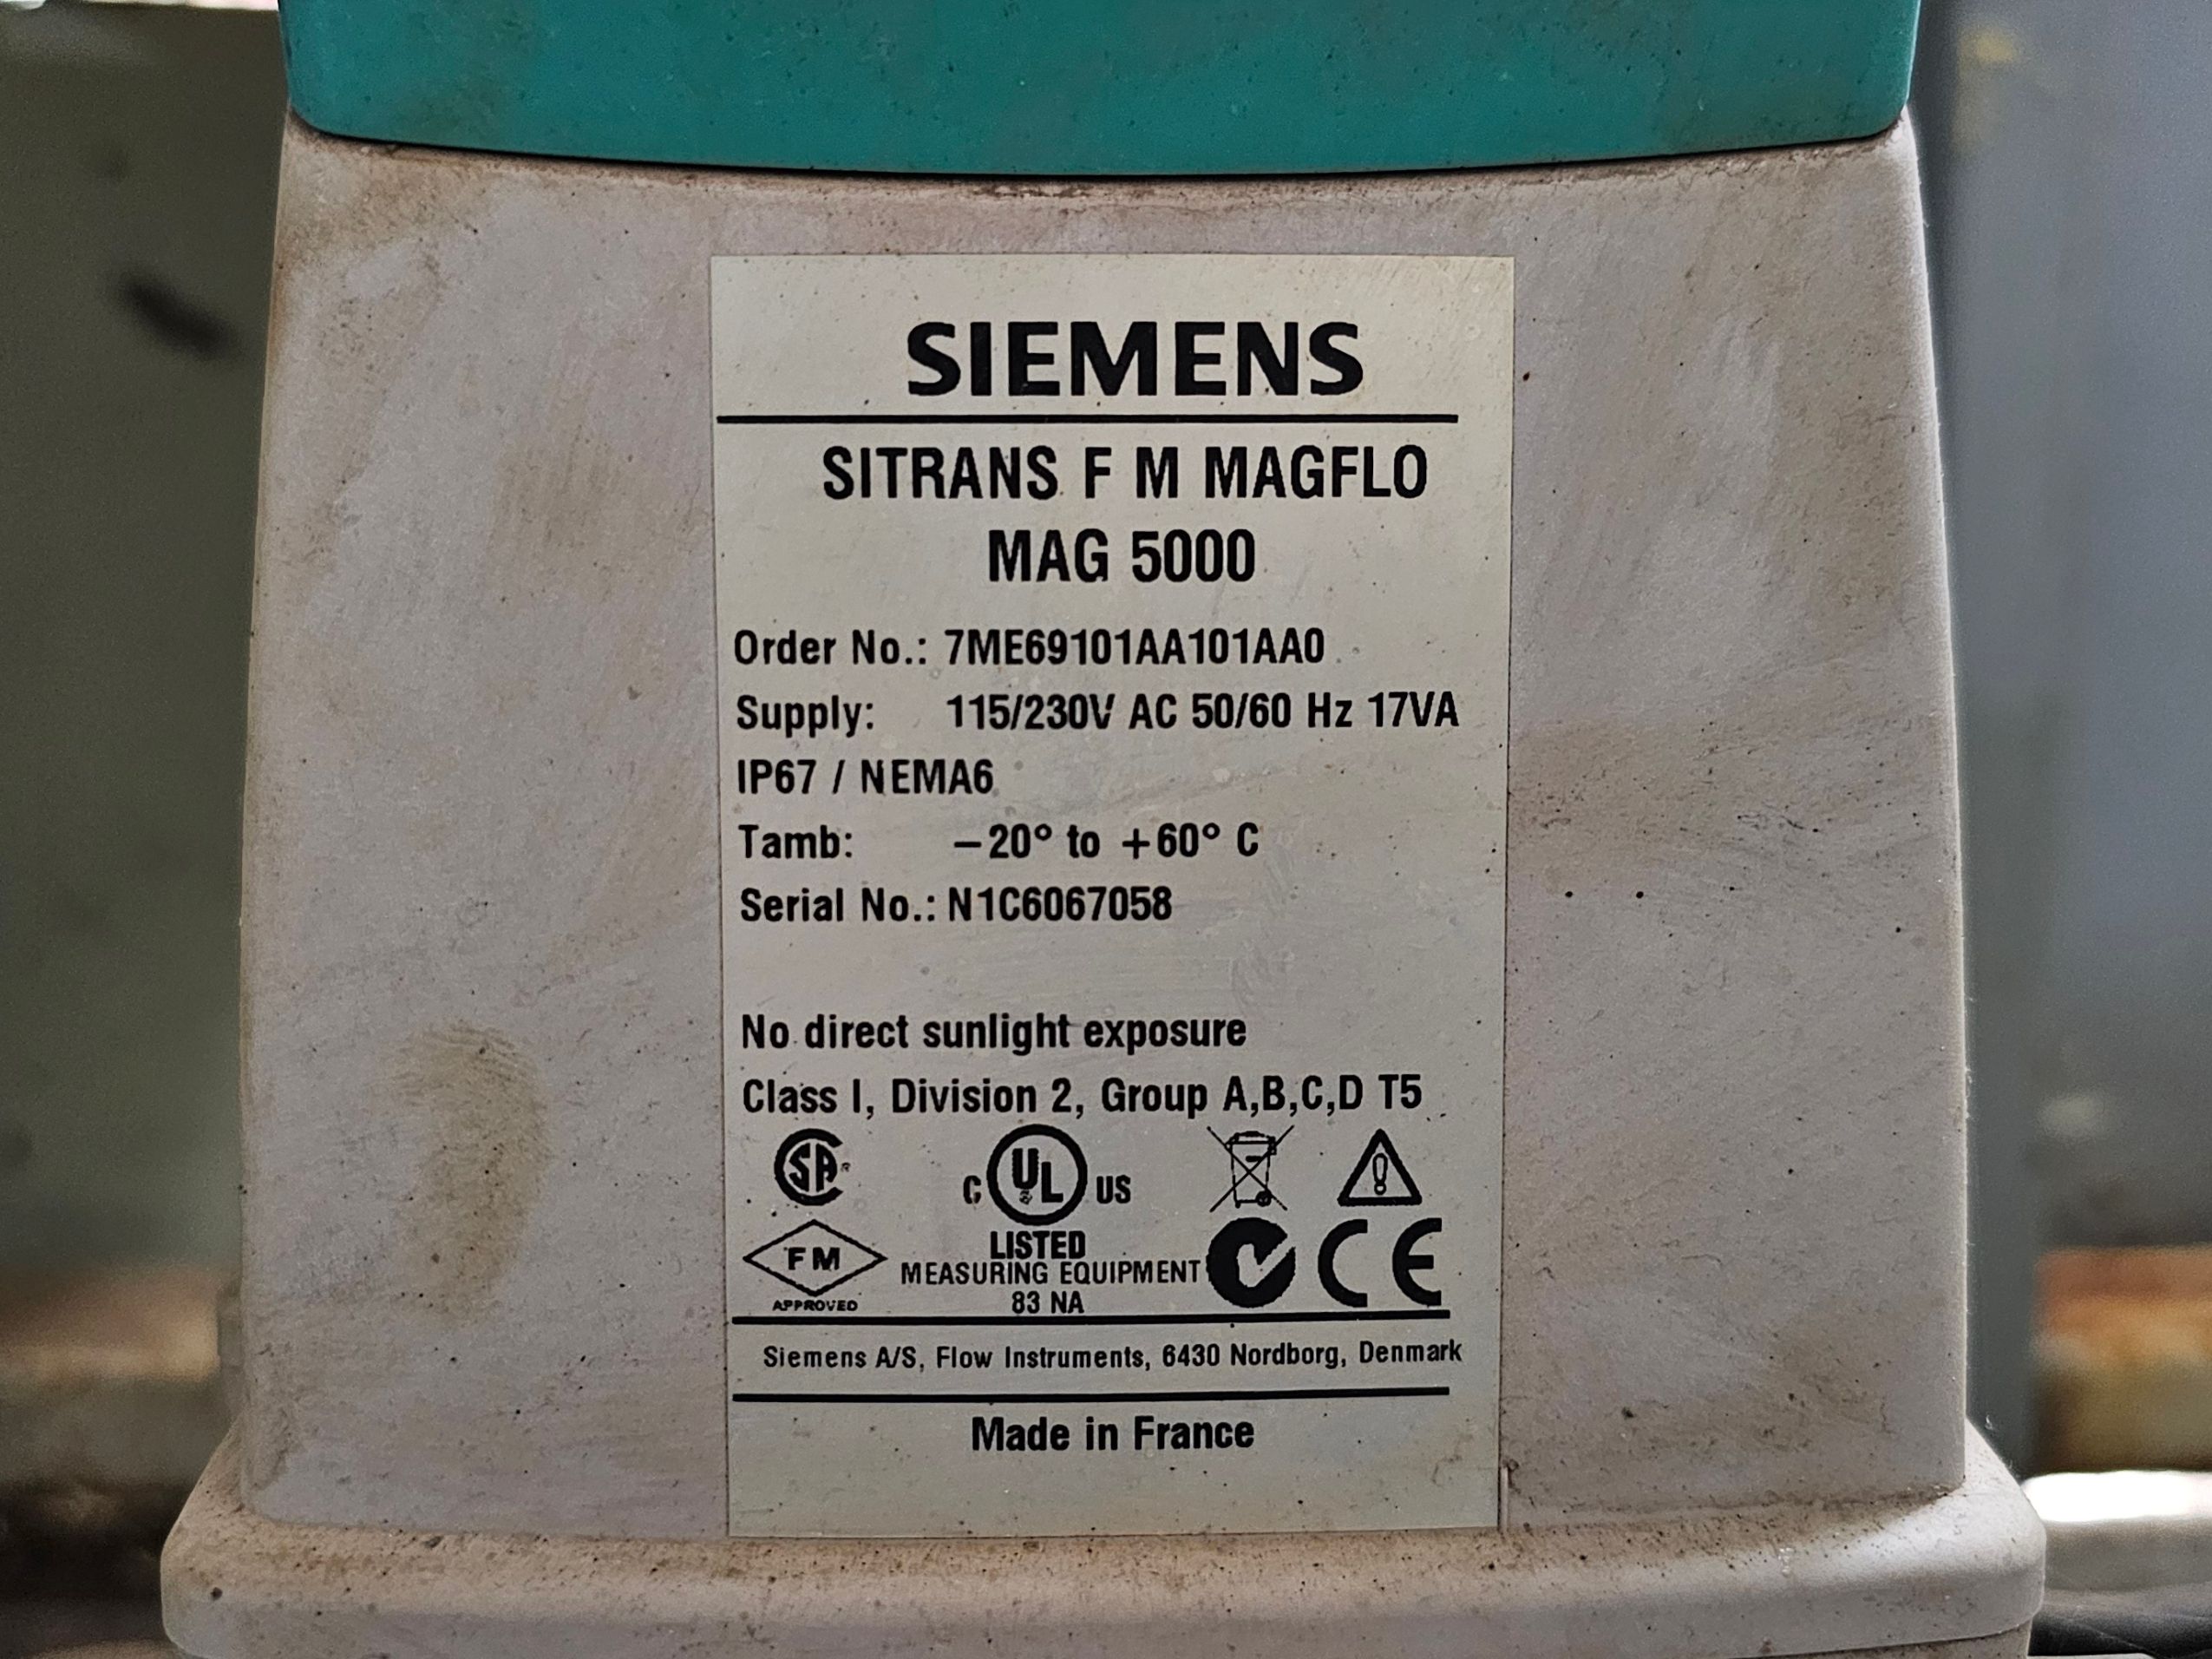 SIEMENS
SITRANS F M MAGFLO
MAG 5000
Order No.: 7ME69101AA101AA0
Supply: 115/230V AC 50/60 Hz 17VA
IP67 / NEMA6
Tamb: −20° to +60° C
Serial No.: N1C6067058
No direct sunlight exposure
Class I, Division 2, Group A,B,C,D T5
SA
C UL US
LISTED
MEASURING EQUIPMENT
83 NA
FM
APPROVED
CE
Siemens A/S, Flow Instruments, 6430 Nordborg, Denmark
Made in France